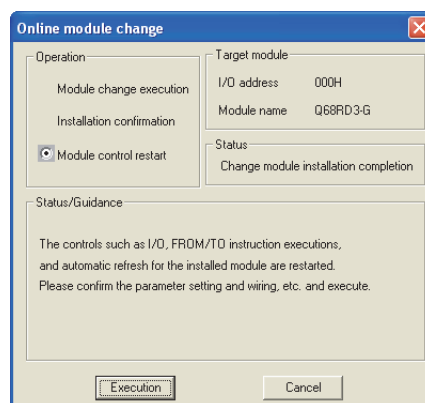 Online module change
Operation
Module change execution
Installation confirmation
Module control restart
Target module
I/O address 000H
Module name Q68RD3-G
Status
Change module installation completion
Status/Guidance
The controls such as I/O, FROM/TO instruction executions,
and automatic refresh for the installed module are restarted.
Please confirm the parameter setting and wiring, etc. and execute.
Execution
Cancel